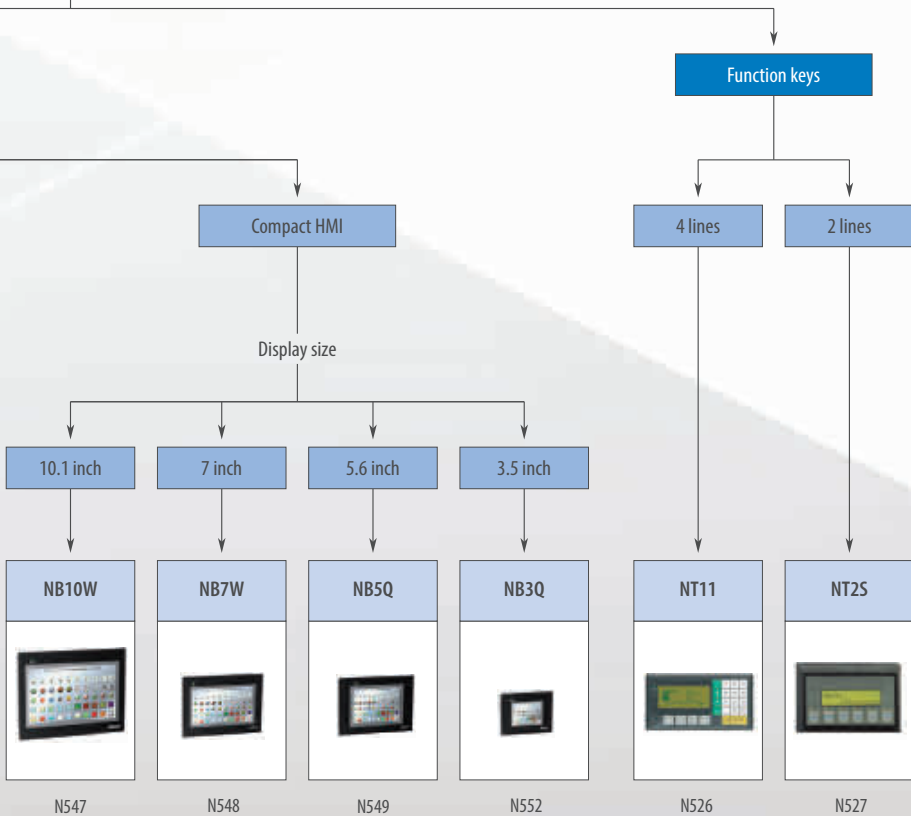 Function keys
Compact HMI
4 lines
2 lines
Display size
10.1 inch
7 inch
5.6 inch
3.5 inch
NB10W
NB7W
NB5Q
NB3Q
NT11
NT2S
N547
N548
N549
N552
N526
N527